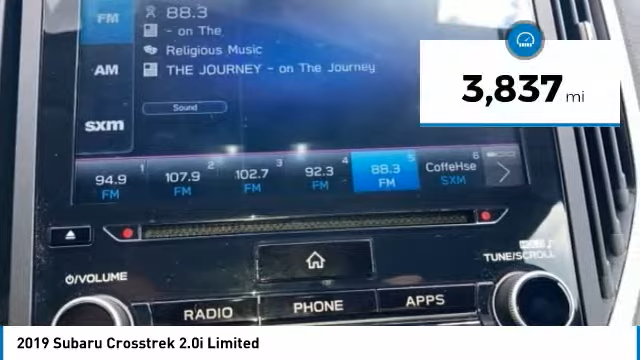 FM
88.3
- on The
Religious Music
THE JOURNEY - on The Journey
AM
Sound
sxm
3,837 mi
1 2 3 4 5 6
94.9 107.9 102.7 92.3 88.3 CoffeHse
FM FM FM FM FM SXM
⏻/VOLUME
TUNE/SCROLL
RADIO PHONE APPS
2019 Subaru Crosstrek 2.0i Limited